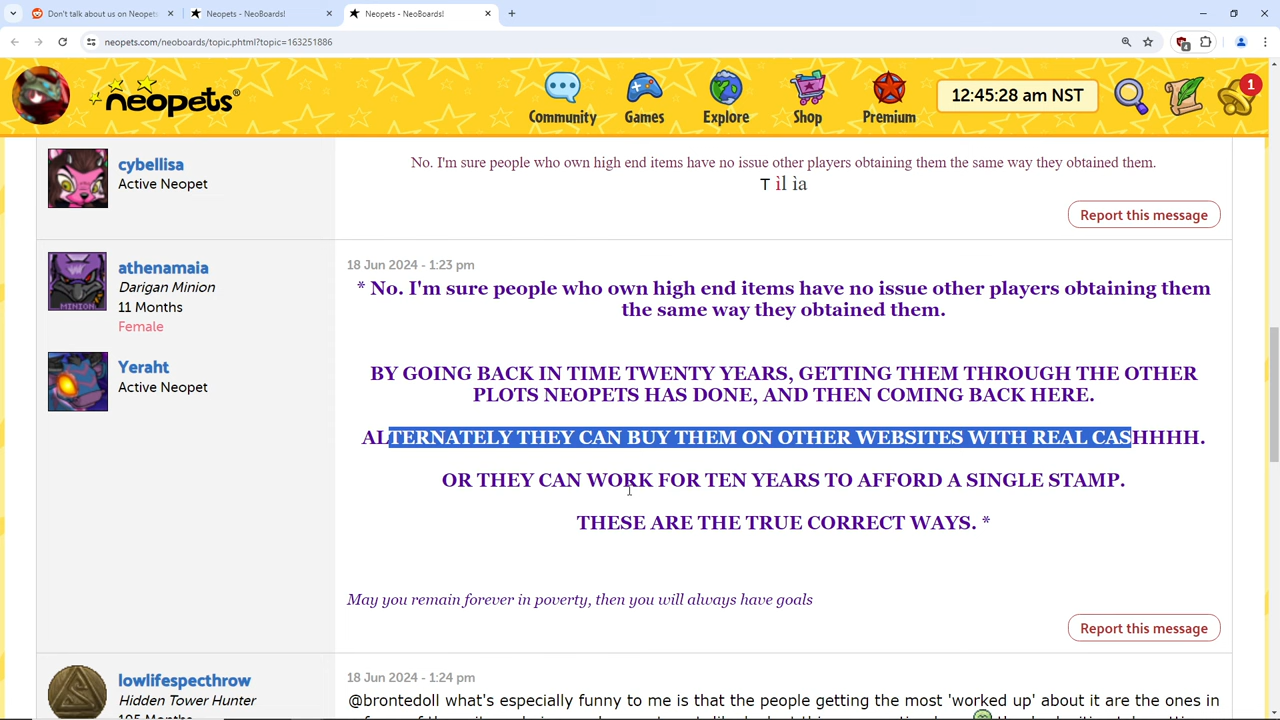 Don't talk about us on Neopets
Neopets - NeoBoards!
Neopets - NeoBoards!
neopets.com/neoboards/topic.phtml?topic=163251886
4
neopets
Community
Games
Explore
Shop
Premium
12:45:28 am NST
1
cybellisa
Active Neopet
No. I'm sure people who own high end items have no issue other players obtaining them the same way they obtained them.
T ìl ìa
Report this message
athenamaia
Darigan Minion
11 Months
Female
MINION
Yeraht
Active Neopet
18 Jun 2024 - 1:23 pm
* No. I'm sure people who own high end items have no issue other players obtaining them
the same way they obtained them.
BY GOING BACK IN TIME TWENTY YEARS, GETTING THEM THROUGH THE OTHER
PLOTS NEOPETS HAS DONE, AND THEN COMING BACK HERE.
ALTERNATELY THEY CAN BUY THEM ON OTHER WEBSITES WITH REAL CASHHHHH.
OR THEY CAN WORK FOR TEN YEARS TO AFFORD A SINGLE STAMP.
THESE ARE THE TRUE CORRECT WAYS. *
May you remain forever in poverty, then you will always have goals
Report this message
lowlifespecthrow
Hidden Tower Hunter
18 Jun 2024 - 1:24 pm
@brontedoll what's especially funny to me is that the people getting the most 'worked up' about it are the ones in